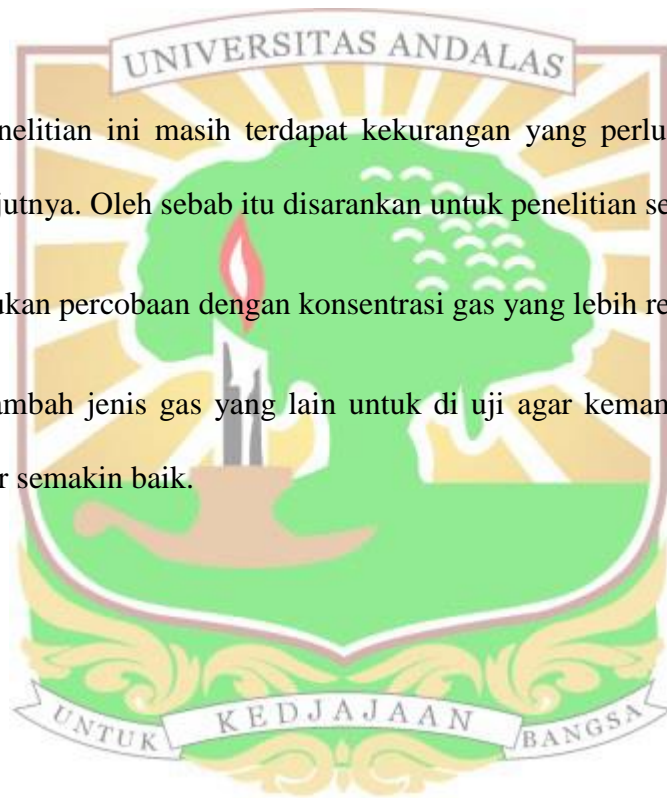 UNIVERSITAS ANDALAS
nelitian ini masih terdapat kekurangan yang perlu
jutnya. Oleh sebab itu disarankan untuk penelitian se
ukan percobaan dengan konsentrasi gas yang lebih re
ambah jenis gas yang lain untuk di uji agar keman
r semakin baik.
UNTUK KEDJAJAAN BANGSA